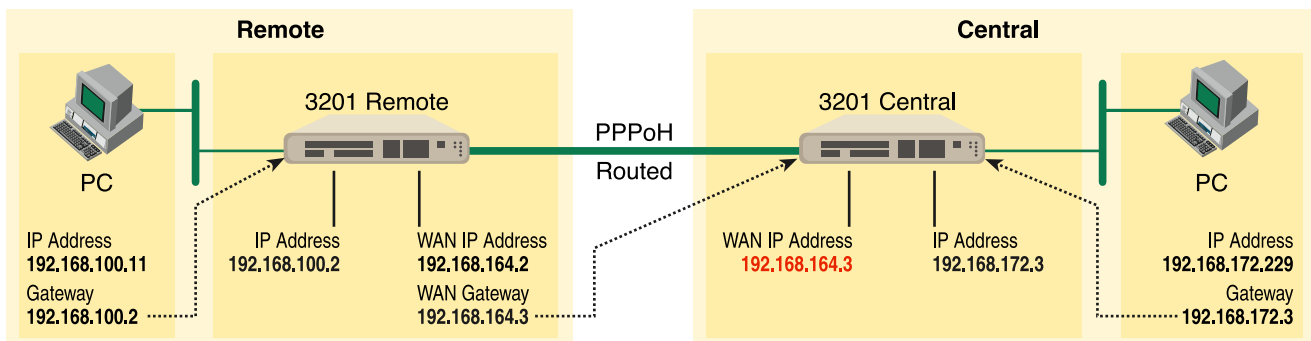 Remote
PC
IP Address
192.168.100.11
Gateway
192.168.100.2
3201 Remote
IP Address
192.168.100.2
WAN IP Address
192.168.164.2
WAN Gateway
192.168.164.3
PPPoH
Routed
Central
3201 Central
WAN IP Address
192.168.164.3
IP Address
192.168.172.3
PC
IP Address
192.168.172.229
Gateway
192.168.172.3